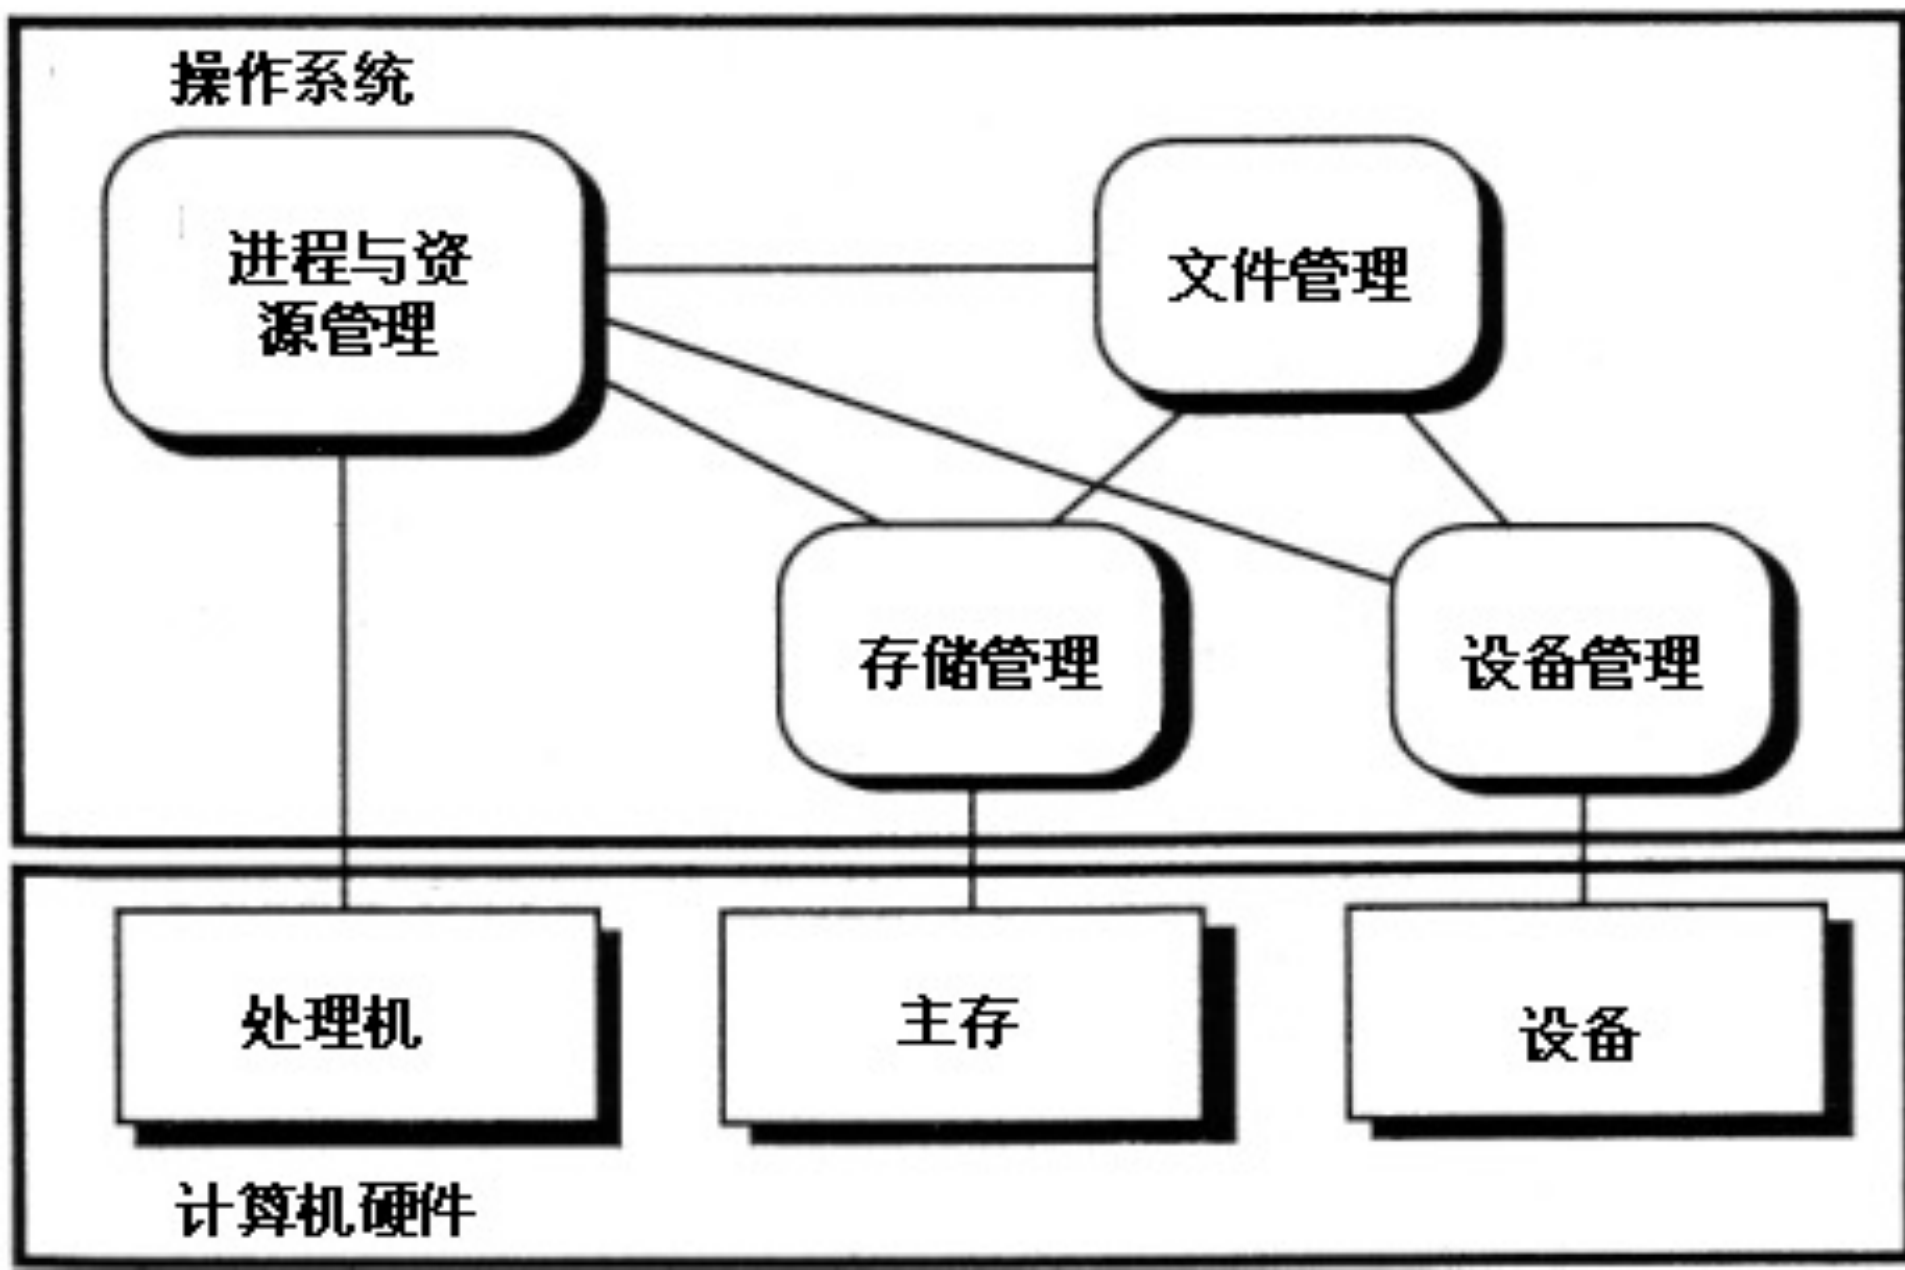 操作系统
进程与资
源管理
文件管理
存储管理
设备管理
处理机
主存
设备
计算机硬件